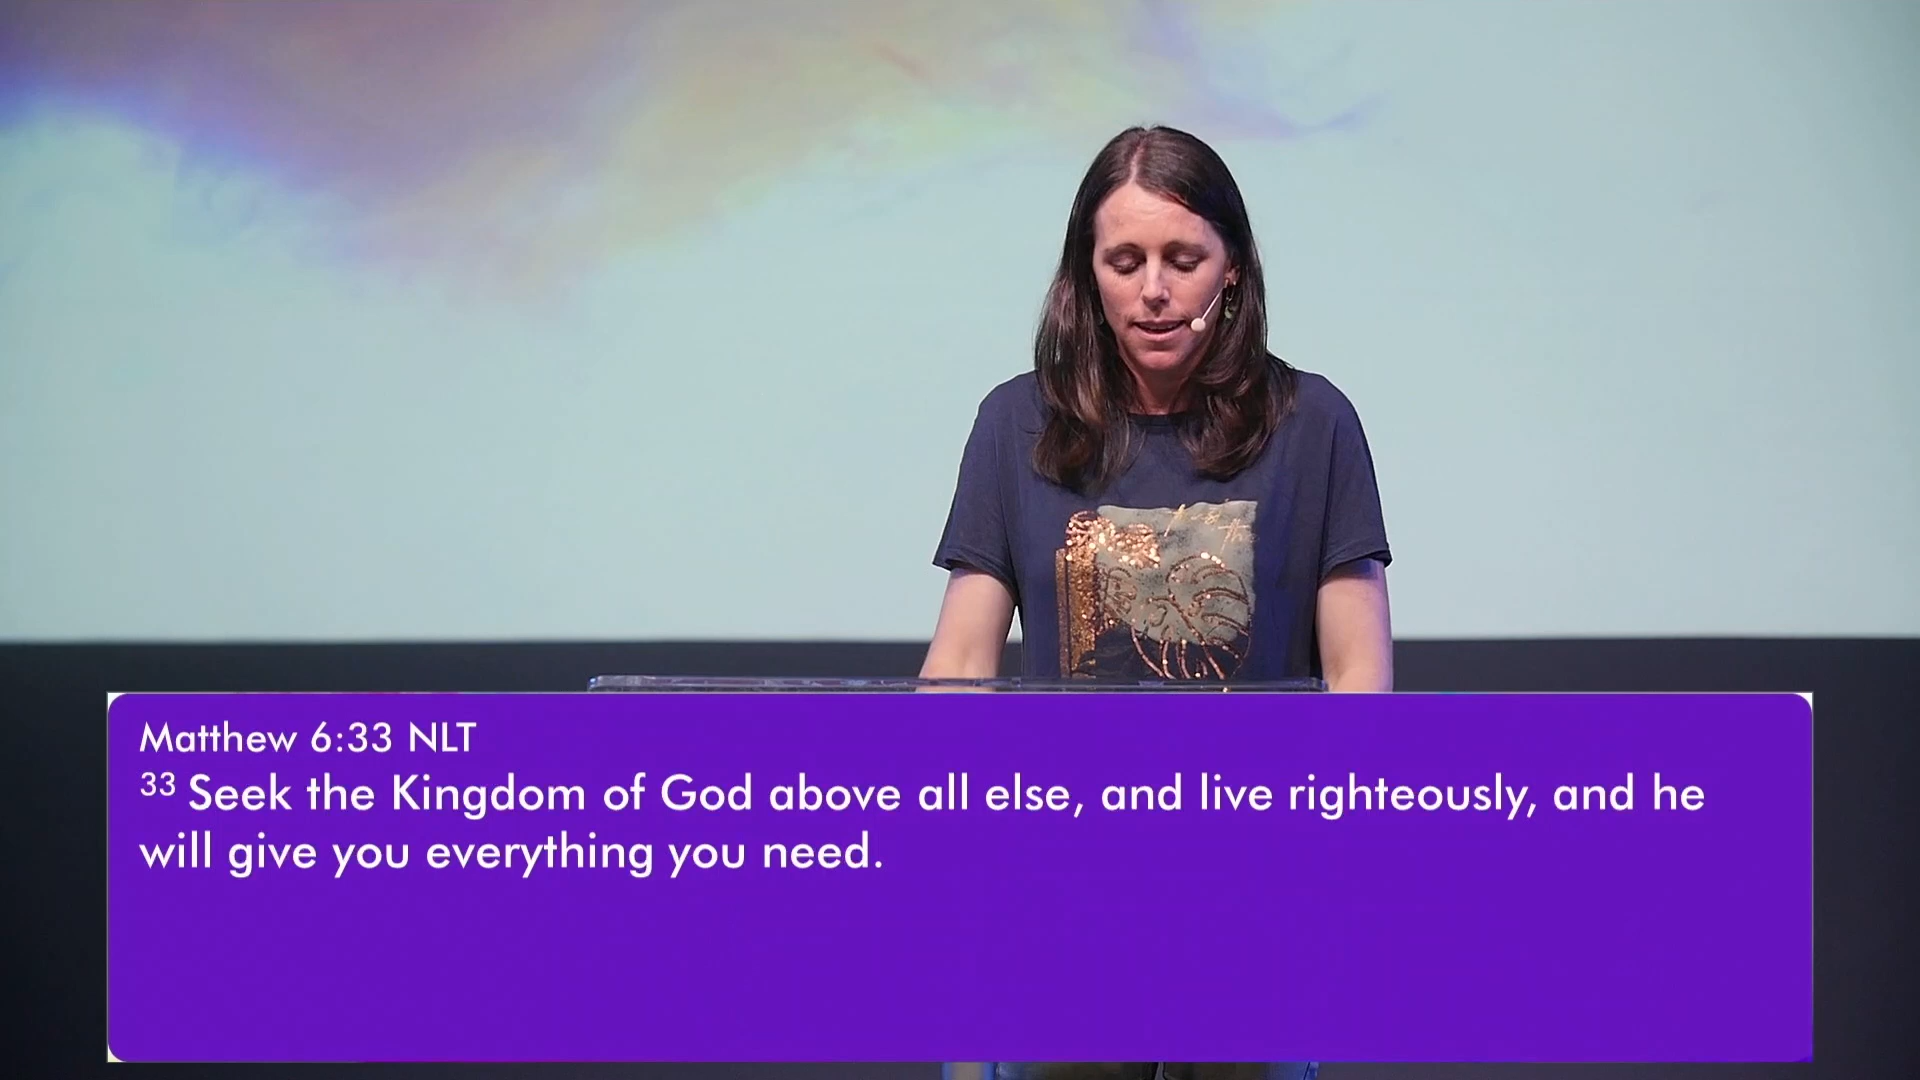 Matthew 6:33 NLT
33 Seek the Kingdom of God above all else, and live righteously, and he
will give you everything you need.